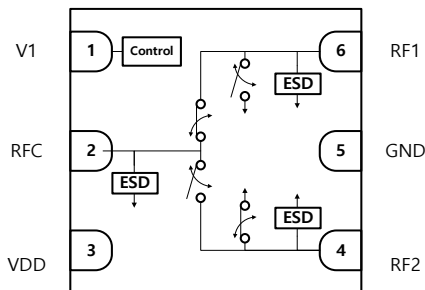 V1 1 Control 6 RF1
ESD
RFC 2 5 GND
ESD
ESD
VDD 3 4 RF2